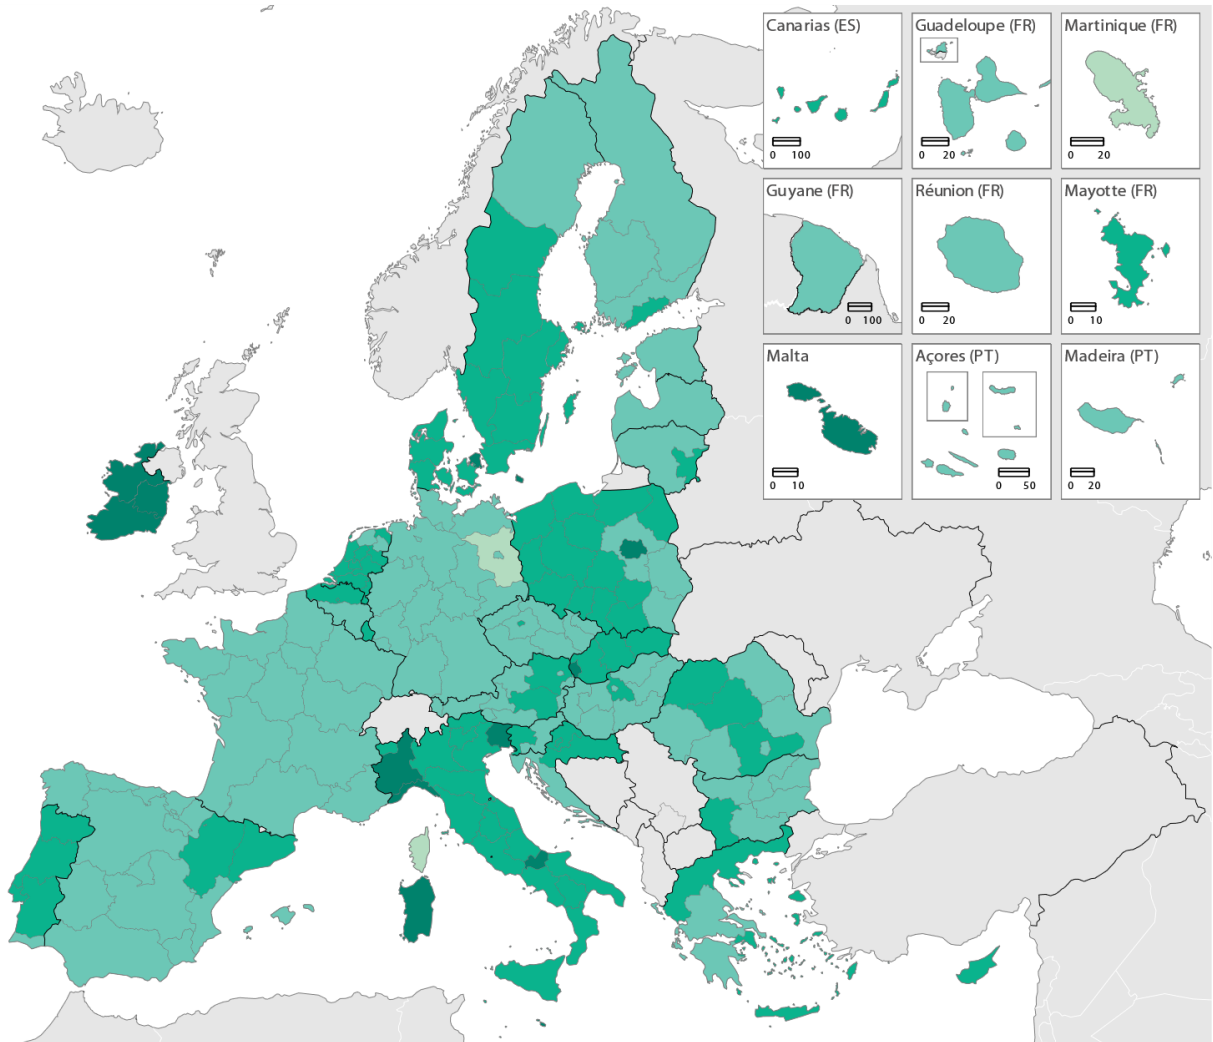 Canarias (ES)
0 100
Guadeloupe (FR)
0 20
Martinique (FR)
0 20
Guyane (FR)
0 100
Réunion (FR)
0 20
Mayotte (FR)
0 10
Malta
0 10
Açores (PT)
0 50
Madeira (PT)
0 20